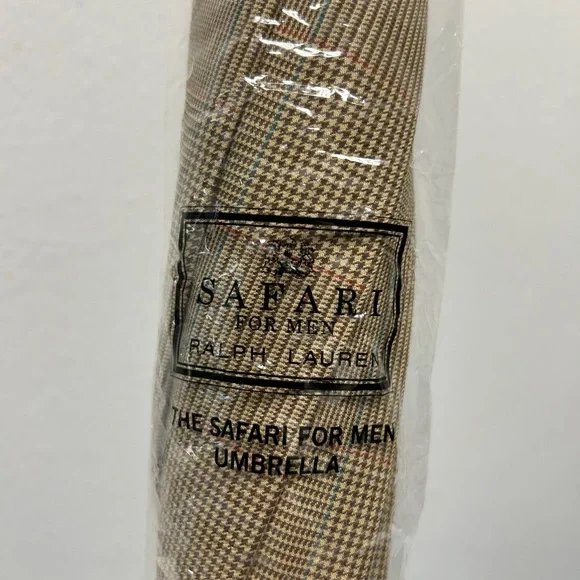 SAFARI
FOR MEN
RALPH LAUREN
THE SAFARI FOR MEN
UMBRELLA